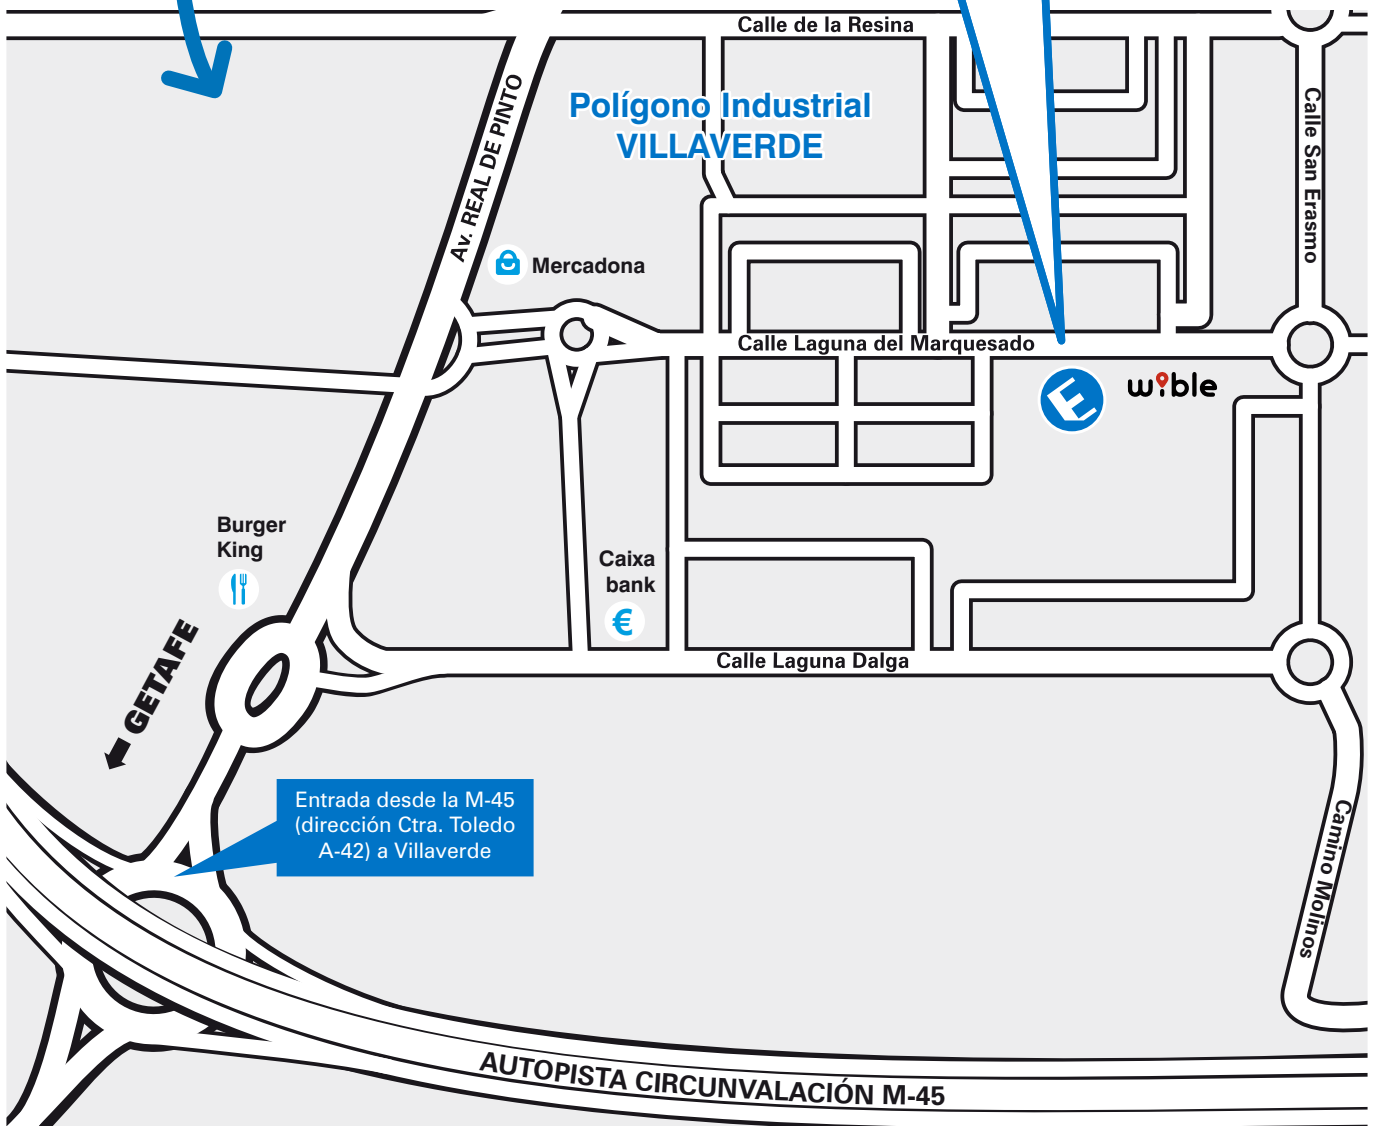 Calle de la Resina
Av. REAL DE PINTO
Polígono Industrial
VILLAVERDE
Calle San Erasmo
Mercadona
Calle Laguna del Marquesado
E
wible
Burger
King
Caixa
bank
€
GETAFE
Calle Laguna Dalga
Entrada desde la M-45
(dirección Ctra. Toledo
A-42) a Villaverde
Camino Molinos
AUTOPISTA CIRCUNVALACIÓN M-45